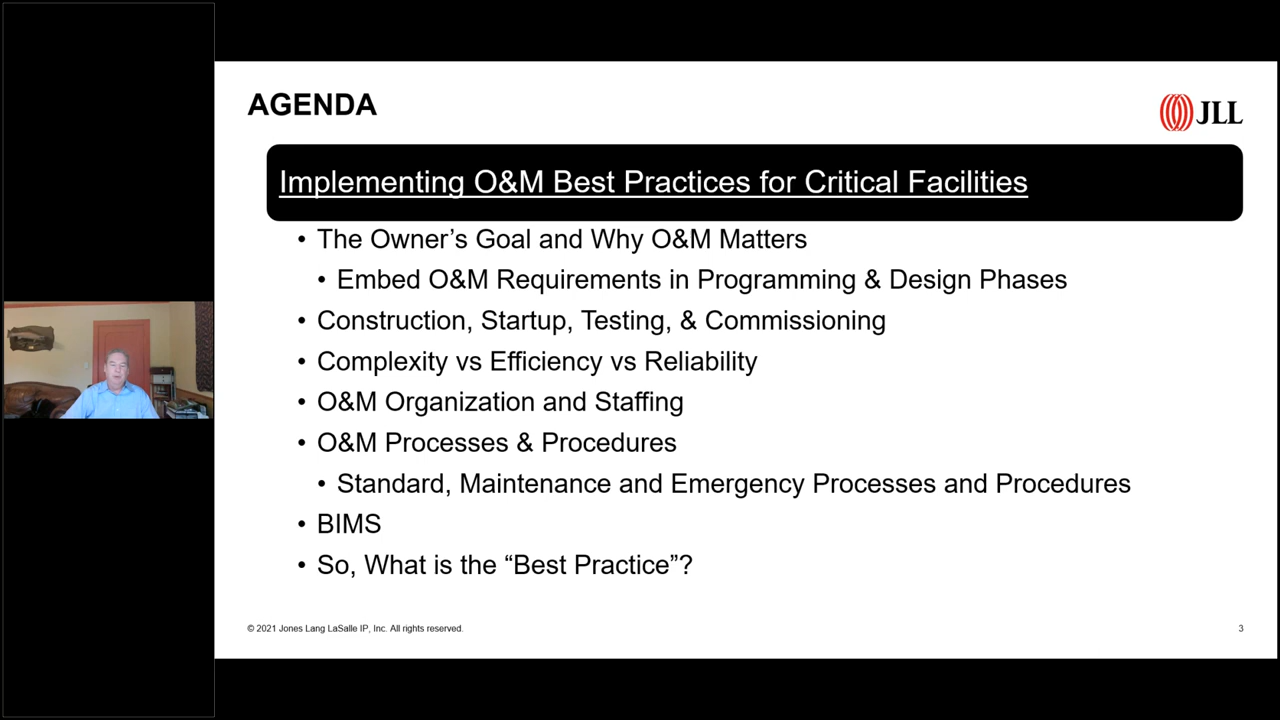 AGENDA
JLL
Implementing O&M Best Practices for Critical Facilities
• The Owner’s Goal and Why O&M Matters
• Embed O&M Requirements in Programming & Design Phases
• Construction, Startup, Testing, & Commissioning
• Complexity vs Efficiency vs Reliability
• O&M Organization and Staffing
• O&M Processes & Procedures
• Standard, Maintenance and Emergency Processes and Procedures
• BIMS
• So, What is the “Best Practice”?
© 2021 Jones Lang LaSalle IP, Inc. All rights reserved.
3